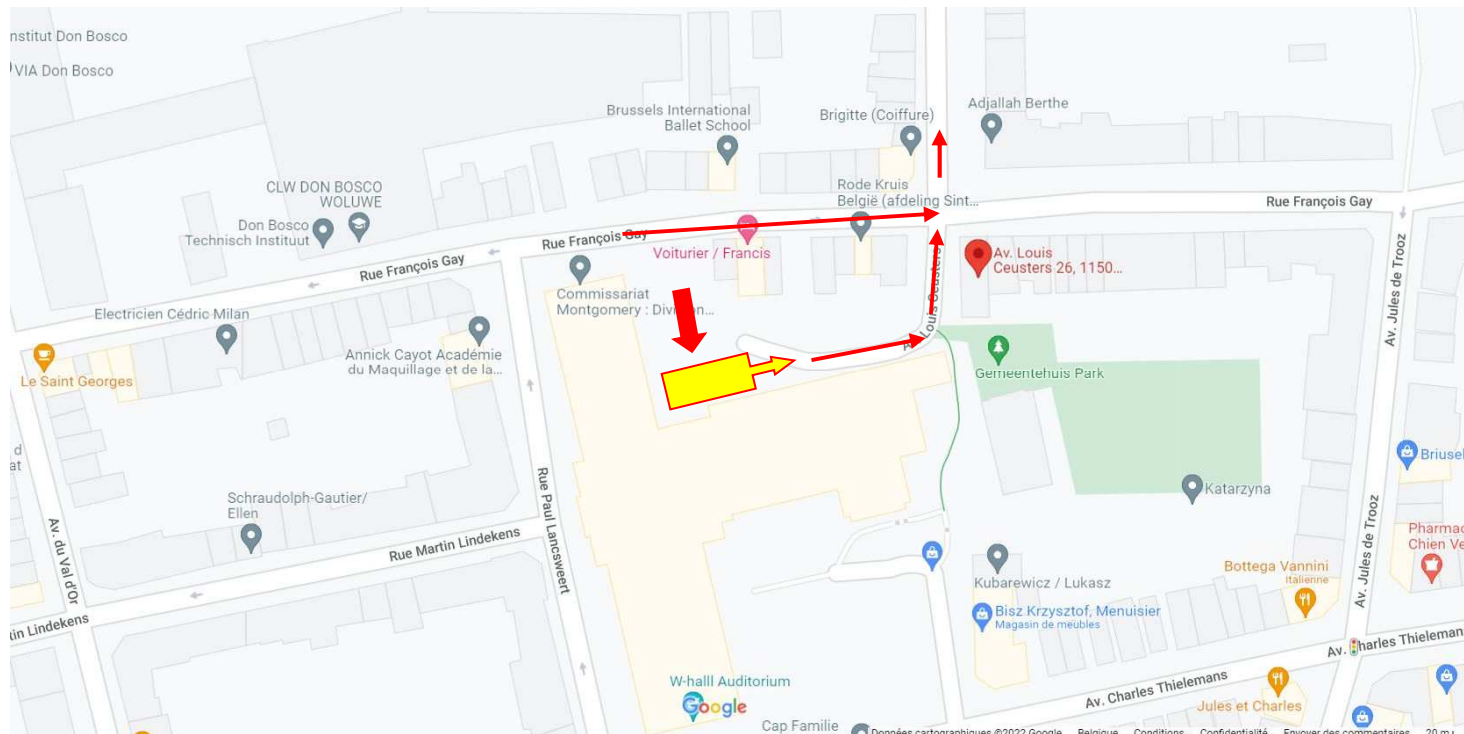 nstitut Don Bosco
VIA Don Bosco
Brussels International
Ballet School
Brigitte (Coiffure)
Adjallah Berthe
CLW DON BOSCO
WOLUWE
Don Bosco
Technisch Instituut
Rode Kruis
België (afdeling Sint...
Rue François Gay
Rue François Gay
Rue François Gay
Voiturier / Francis
Av. Louis
Ceusters 26, 1150...
Commissariat
Montgomery : Division...
Av. Louis Ceusters
Av. Jules de Trooz
Electricien Cédric Milan
Annick Cayot Académie
du Maquillage et de la...
Le Saint Georges
Gemeentehuis Park
d
at
Briusel
Schraudolph-Gautier/
Ellen
Rue Paul Lancsweert
Katarzyna
Av. du Val d'Or
Rue Martin Lindekens
Av. Jules de Trooz
Pharmac
Chien Ve
Kubarewicz / Lukasz
Bottega Vannini
Italienne
Bisz Krzysztof, Menuisier
Magasin de meubles
tin Lindekens
Av. Charles Thieleman
W-halll Auditorium
Google
Av. Charles Thielemans
Jules et Charles
Cap Familie
Données cartographiques ©2022 Google Belgique Conditions Confidentialité Envoyer des commentaires 20 m